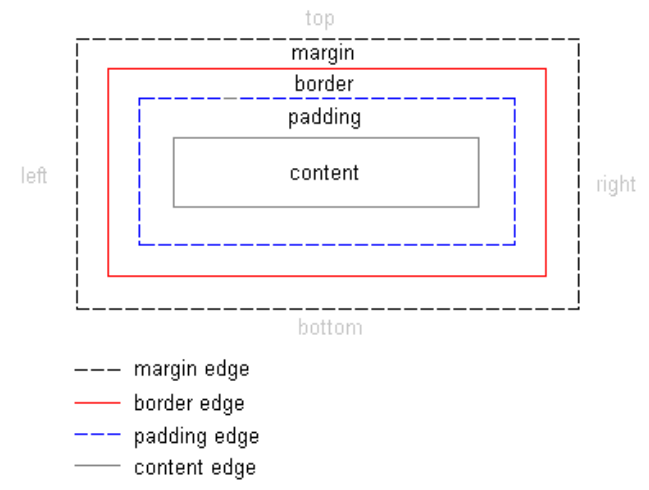 top
margin
border
padding
content
left
right
bottom
margin edge
border edge
padding edge
content edge